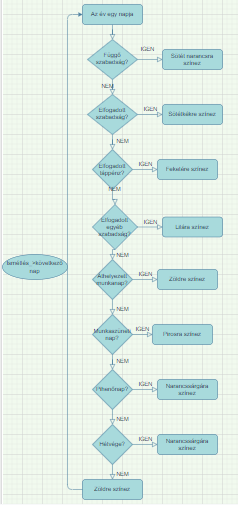 Az év egy napja
Függő
szabadság?
IGEN
Sötét narancsra
színez
NEM
Elfogadott
szabadság?
IGEN
Sötétkékre színez
NEM
Elfogadott
táppénz?
IGEN
Feketére színez
NEM
Elfogadott
egyéb
szabadság?
IGEN
Lilára színez
NEM
Ismétlés_>következő
nap
Áthelyezett
munkanap?
IGEN
Zöldre színez
NEM
Munkaszüneti
nap?
IGEN
Pirosra színez
NEM
Pihenőnap?
IGEN
Narancssárgára
színez
NEM
Hétvége?
IGEN
Narancssárgára
színez
NEM
Zöldre színez